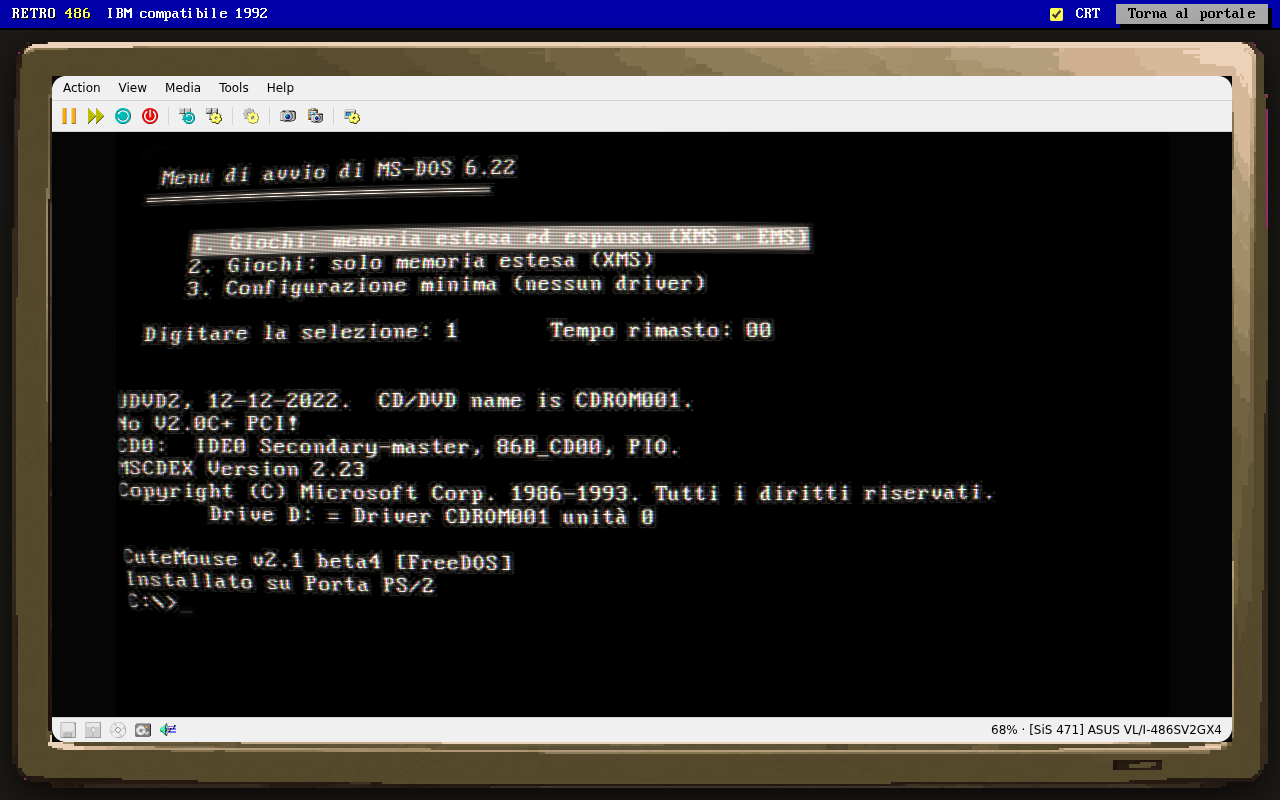 RETRO 486 IBM compatibile 1992
CRT
Torna al portale
Action View Media Tools Help
Menu di avvio di MS-DOS 6.22
1. Giochi: memoria estesa ed espansa (XMS + EMS)
2. Giochi: solo memoria estesa (XMS)
3. Configurazione minima (nessun driver)
Digitare la selezione: 1 Tempo rimasto: 00
UDVD2, 12-12-2022. CD/DVD name is CDROM001.
No V2.0C+ PCI!
CD0: IDE0 Secondary-master, 86B_CD00, PIO.
MSCDEX Version 2.23
Copyright (C) Microsoft Corp. 1986-1993. Tutti i diritti riservati.
Drive D: = Driver CDROM001 unità 0
CuteMouse v2.1 beta4 [FreeDOS]
Installato su Porta PS/2
C:\>_
68% · [SiS 471] ASUS VL/I-486SV2GX4